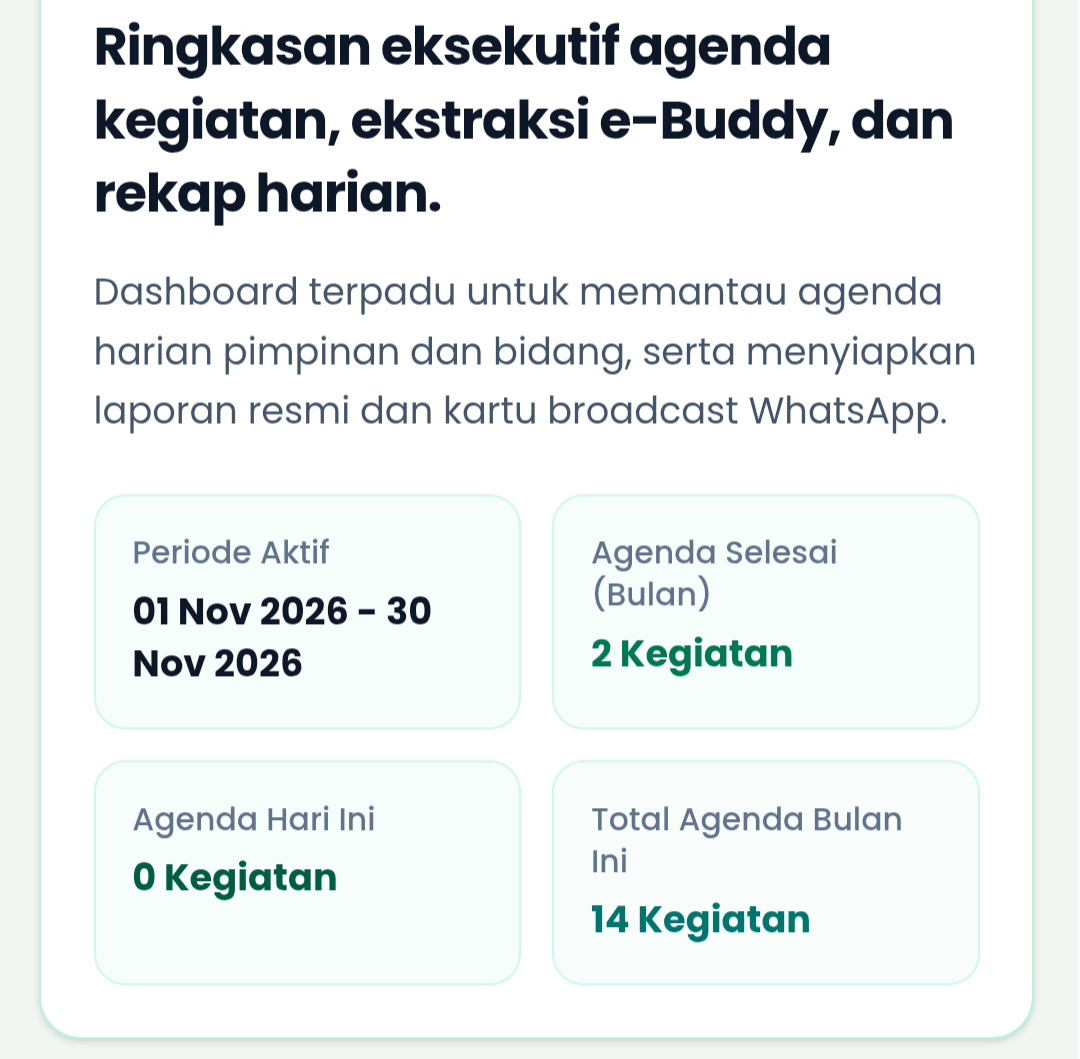 Ringkasan eksekutif agenda
kegiatan, ekstraksi e-Buddy, dan
rekap harian.
Dashboard terpadu untuk memantau agenda
harian pimpinan dan bidang, serta menyiapkan
laporan resmi dan kartu broadcast WhatsApp.
Periode Aktif
01 Nov 2026 - 30
Nov 2026
Agenda Selesai
(Bulan)
2 Kegiatan
Agenda Hari Ini
0 Kegiatan
Total Agenda Bulan
Ini
14 Kegiatan